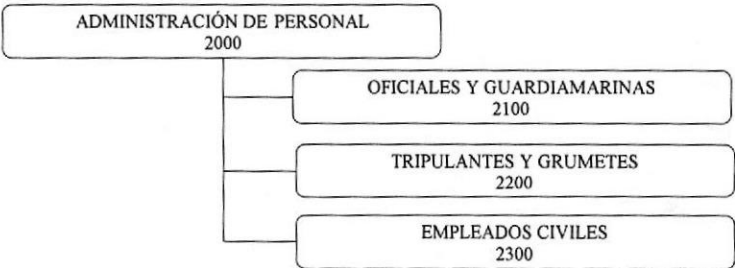 ADMINISTRACIÓN DE PERSONAL
2000
OFICIALES Y GUARDIAMARINAS
2100
TRIPULANTES Y GRUMETES
2200
EMPLEADOS CIVILES
2300